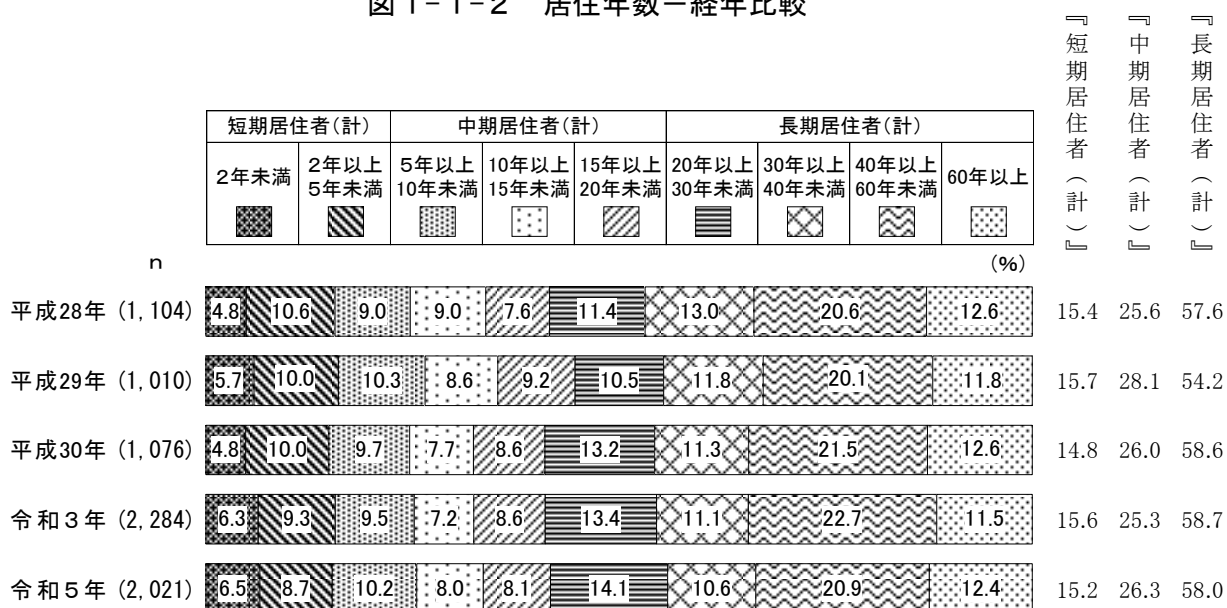 図1-1-2 居住年数－経年比較
『短期居住者（計）』
『中期居住者（計）』
『長期居住者（計）』
短期居住者(計) 中期居住者(計) 長期居住者(計)
2年未満 2年以上5年未満 5年以上10年未満 10年以上15年未満 15年以上20年未満 20年以上30年未満 30年以上40年未満 40年以上60年未満 60年以上
n (%)
平成28年 (1,104) 4.8 10.6 9.0 9.0 7.6 11.4 13.0 20.6 12.6 15.4 25.6 57.6
平成29年 (1,010) 5.7 10.0 10.3 8.6 9.2 10.5 11.8 20.1 11.8 15.7 28.1 54.2
平成30年 (1,076) 4.8 10.0 9.7 7.7 8.6 13.2 11.3 21.5 12.6 14.8 26.0 58.6
令和３年 (2,284) 6.3 9.3 9.5 7.2 8.6 13.4 11.1 22.7 11.5 15.6 25.3 58.7
令和５年 (2,021) 6.5 8.7 10.2 8.0 8.1 14.1 10.6 20.9 12.4 15.2 26.3 58.0